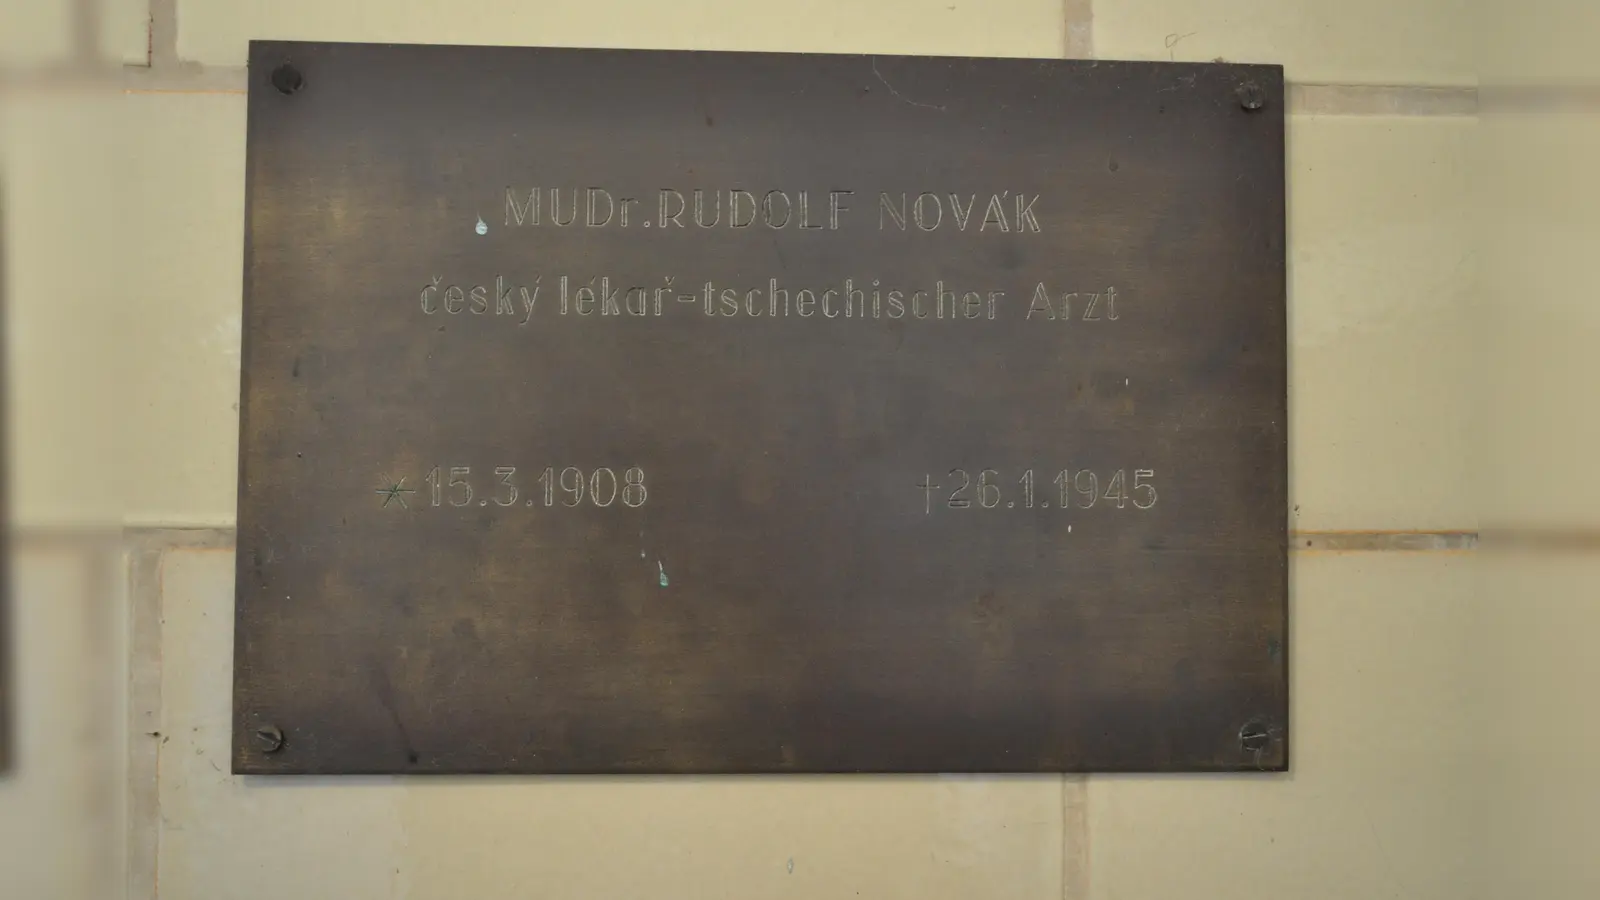 MUDr. RUDOLF NOVÁK
český lékař-tschechischer Arzt
*15.3.1908 †26.1.1945